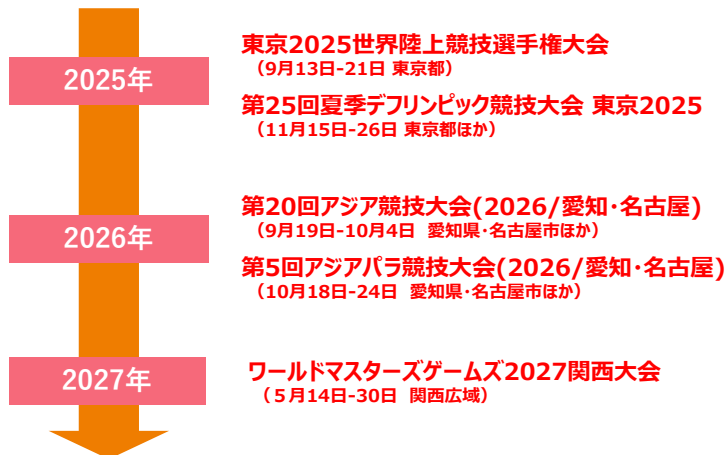 2025年
東京2025世界陸上競技選手権大会
（9月13日-21日 東京都）
第25回夏季デフリンピック競技大会 東京2025
（11月15日-26日 東京都ほか）
2026年
第20回アジア競技大会(2026/愛知・名古屋)
（9月19日-10月4日 愛知県・名古屋市ほか）
第5回アジアパラ競技大会(2026/愛知・名古屋)
（10月18日-24日 愛知県・名古屋市ほか）
2027年
ワールドマスターズゲームズ2027関西大会
（５月14日-30日 関西広域）